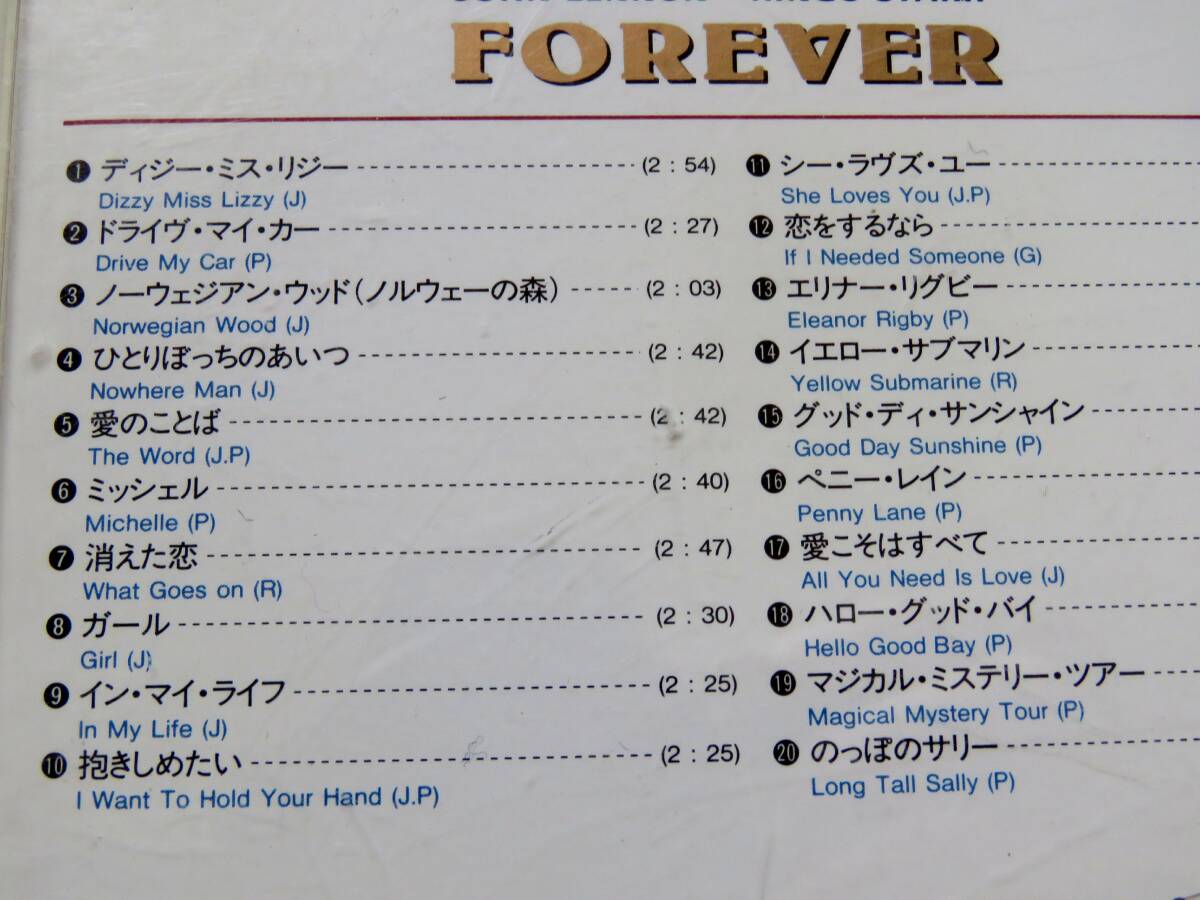 FOREVER
❶ ディジー・ミス・リジー (2 : 54)
Dizzy Miss Lizzy (J)
❷ ドライヴ・マイ・カー (2 : 27)
Drive My Car (P)
❸ ノーウェジアン・ウッド(ノルウェーの森) (2 : 03)
Norwegian Wood (J)
❹ ひとりぼっちのあいつ (2 : 42)
Nowhere Man (J)
❺ 愛のことば (2 : 42)
The Word (J.P)
❻ ミッシェル (2 : 40)
Michelle (P)
❼ 消えた恋 (2 : 47)
What Goes on (R)
❽ ガール (2 : 30)
Girl (J)
❾ イン・マイ・ライフ (2 : 25)
In My Life (J)
❿ 抱きしめたい (2 : 25)
I Want To Hold Your Hand (J.P)
⓫ シー・ラヴズ・ユー
She Loves You (J.P)
⓬ 恋をするなら
If I Needed Someone (G)
⓭ エリナー・リグビー
Eleanor Rigby (P)
⓮ イエロー・サブマリン
Yellow Submarine (R)
⓯ グッド・ディ・サンシャイン
Good Day Sunshine (P)
⓰ ペニー・レイン
Penny Lane (P)
⓱ 愛こそはすべて
All You Need Is Love (J)
⓲ ハロー・グッド・バイ
Hello Good Bay (P)
⓳ マジカル・ミステリー・ツアー
Magical Mystery Tour (P)
⓴ のっぽのサリー
Long Tall Sally (P)